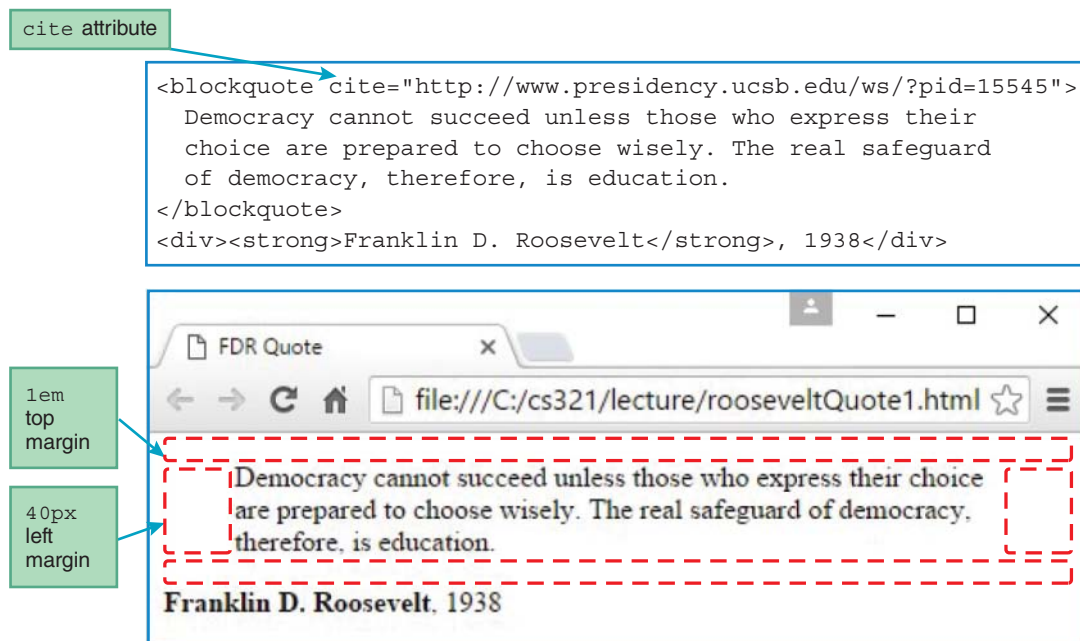 cite attribute
<blockquote cite="http://www.presidency.ucsb.edu/ws/?pid=15545">
Democracy cannot succeed unless those who express their
choice are prepared to choose wisely. The real safeguard
of democracy, therefore, is education.
</blockquote>
<div><strong>Franklin D. Roosevelt</strong>, 1938</div>
FDR Quote
file:///C:/cs321/lecture/rooseveltQuote1.html
1em
top
margin
40px
left
margin
Democracy cannot succeed unless those who express their choice
are prepared to choose wisely. The real safeguard of democracy,
therefore, is education.
Franklin D. Roosevelt, 1938